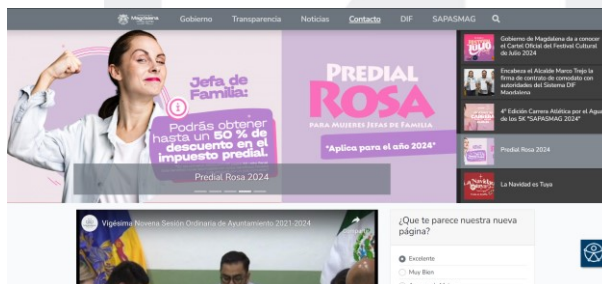 Magdalena
Gobierno
Transparencia
Noticias
Contacto
DIF
SAPASMAG
Jefa de
Familia:
Podrás obtener
hasta un 50 % de
descuento en el
impuesto predial.
PREDIAL
ROSA
PARA MUJERES JEFAS DE FAMILIA
*Aplica para el año 2024*
Predial Rosa 2024
Gobierno de Magdalena da a conocer
el Cartel Oficial del Festival Cultural
de Julio 2024
Encabeza el Alcalde Marco Trejo la
firma de contrato de comodato con
autoridades del Sistema DIF
Magdalena
4ª Edición Carrera Atlética por el Agua
de los 5K "SAPASMAG 2024"
Predial Rosa 2024
La Navidad es Tuya
Vigésima Novena Sesión Ordinaria de Ayuntamiento 2021-2024
¿Que te parece nuestra nueva
página?
Excelente
Muy Bien